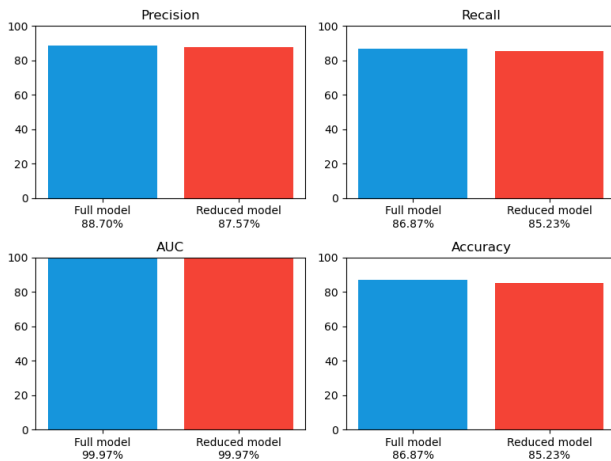 Precision
100
80
60
40
20
0
Full model
88.70%
Reduced model
87.57%
Recall
100
80
60
40
20
0
Full model
86.87%
Reduced model
85.23%
AUC
100
80
60
40
20
0
Full model
99.97%
Reduced model
99.97%
Accuracy
100
80
60
40
20
0
Full model
86.87%
Reduced model
85.23%